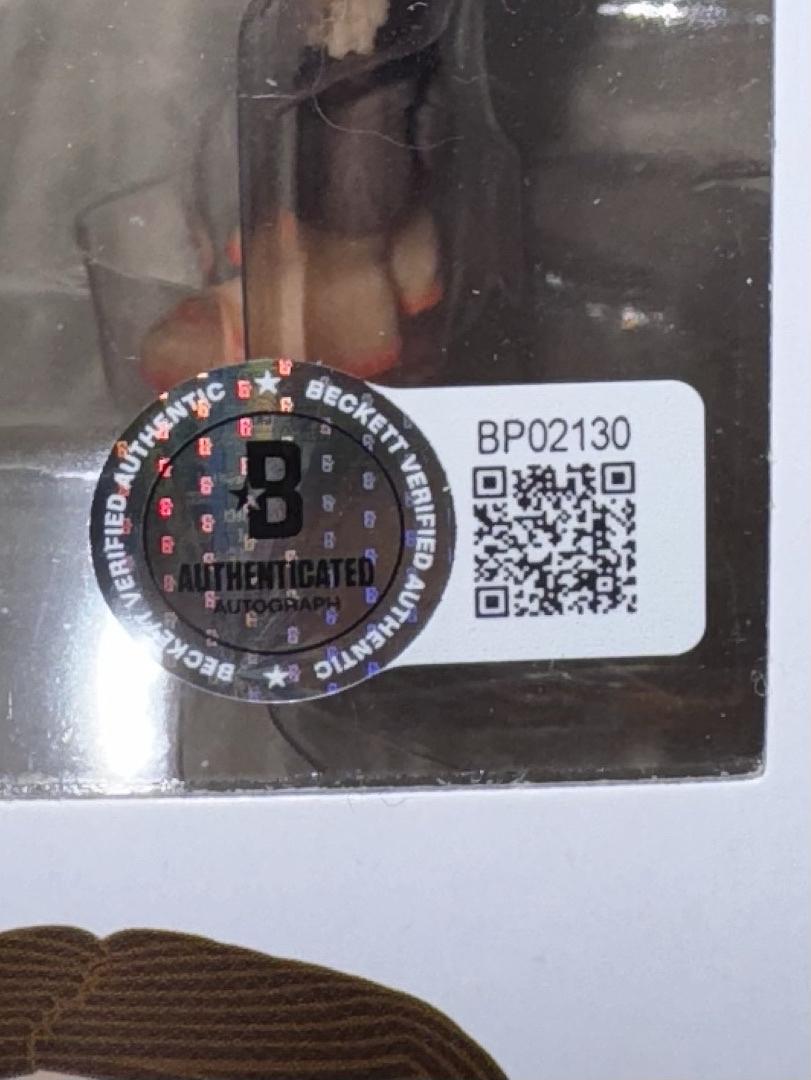 BECKETT VERIFIED AUTHENTIC
BECKETT VERIFIED AUTHENTIC
B
AUTHENTICATED
AUTOGRAPH
BP02130